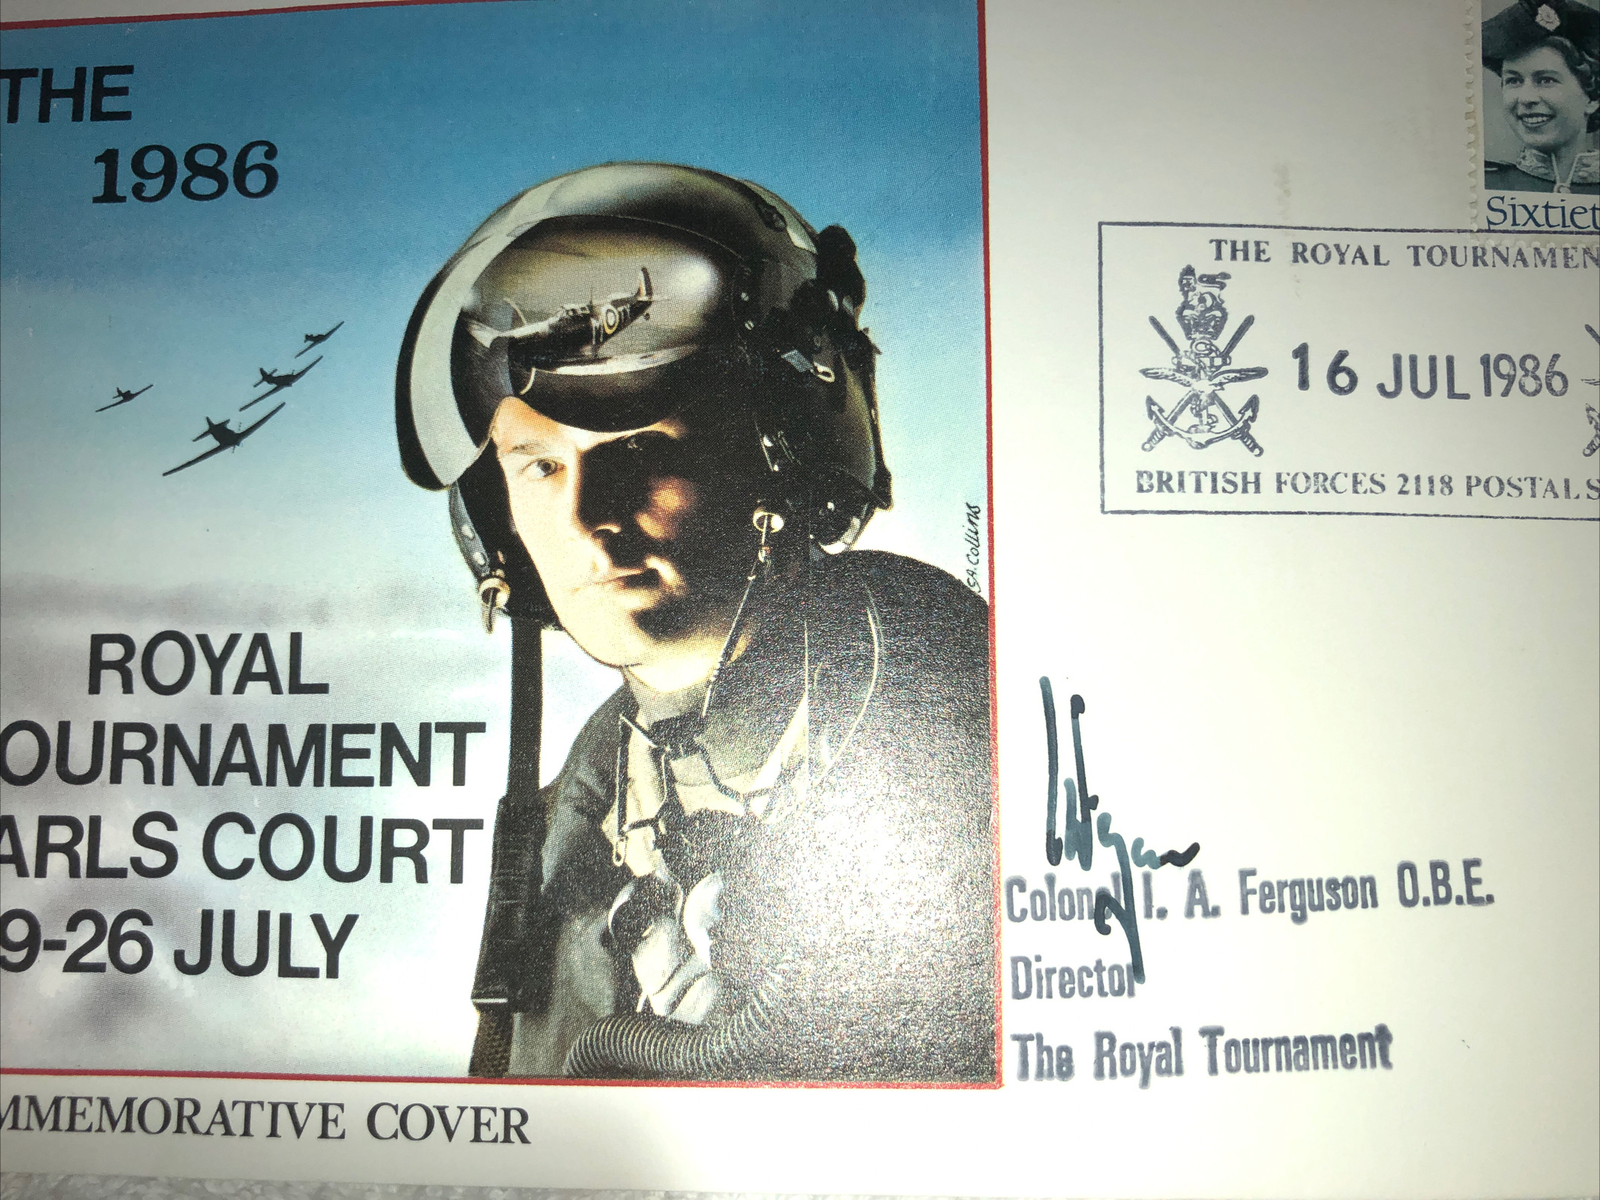 THE
1986
ROYAL
OURNAMENT
ARLS COURT
9-26 JULY
S.A. Collins
MMEMORATIVE COVER
Sixtiet
THE ROYAL TOURNAMEN
16 JUL 1986
BRITISH FORCES 2118 POSTAL S
Colonel I. A. Ferguson O.B.E.
Director
The Royal Tournament